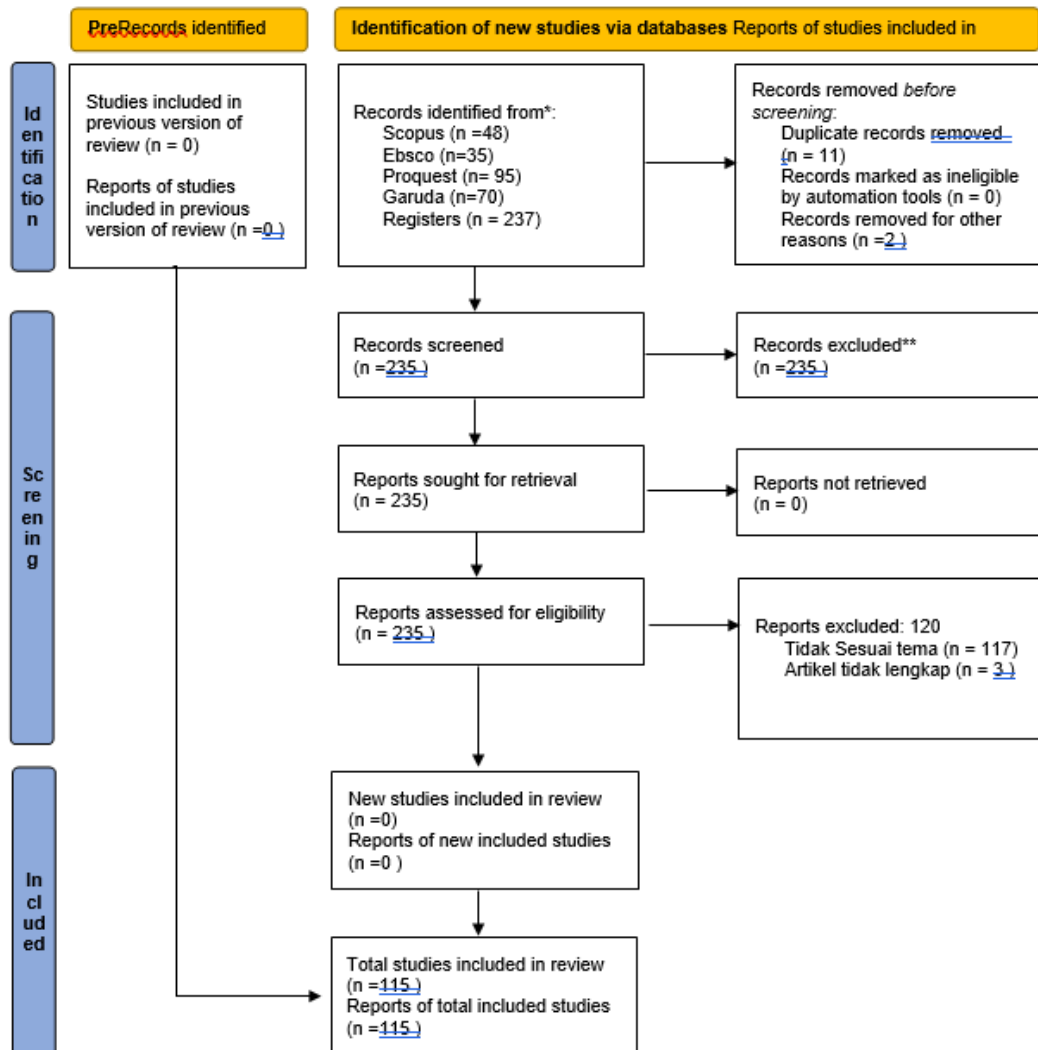 PreRecords identified
Identification of new studies via databases Reports of studies included in
Id
en
tifi
ca
tio
n
Studies included in
previous version of
review (n = 0)
Reports of studies
included in previous
version of review (n =0 )
Records identified from*:
Scopus (n =48)
Ebsco (n=35)
Proquest (n= 95)
Garuda (n=70)
Registers (n = 237)
Records removed before
screening:
Duplicate records removed
(n = 11)
Records marked as ineligible
by automation tools (n = 0)
Records removed for other
reasons (n =2 )
Sc
re
en
in
g
Records screened
(n =235 )
Records excluded**
(n =235 )
Reports sought for retrieval
(n = 235)
Reports not retrieved
(n = 0)
Reports assessed for eligibility
(n = 235 )
Reports excluded: 120
Tidak Sesuai tema (n = 117)
Artikel tidak lengkap (n = 3 )
In
cl
ud
ed
New studies included in review
(n =0)
Reports of new included studies
(n =0 )
Total studies included in review
(n =115 )
Reports of total included studies
(n =115 )